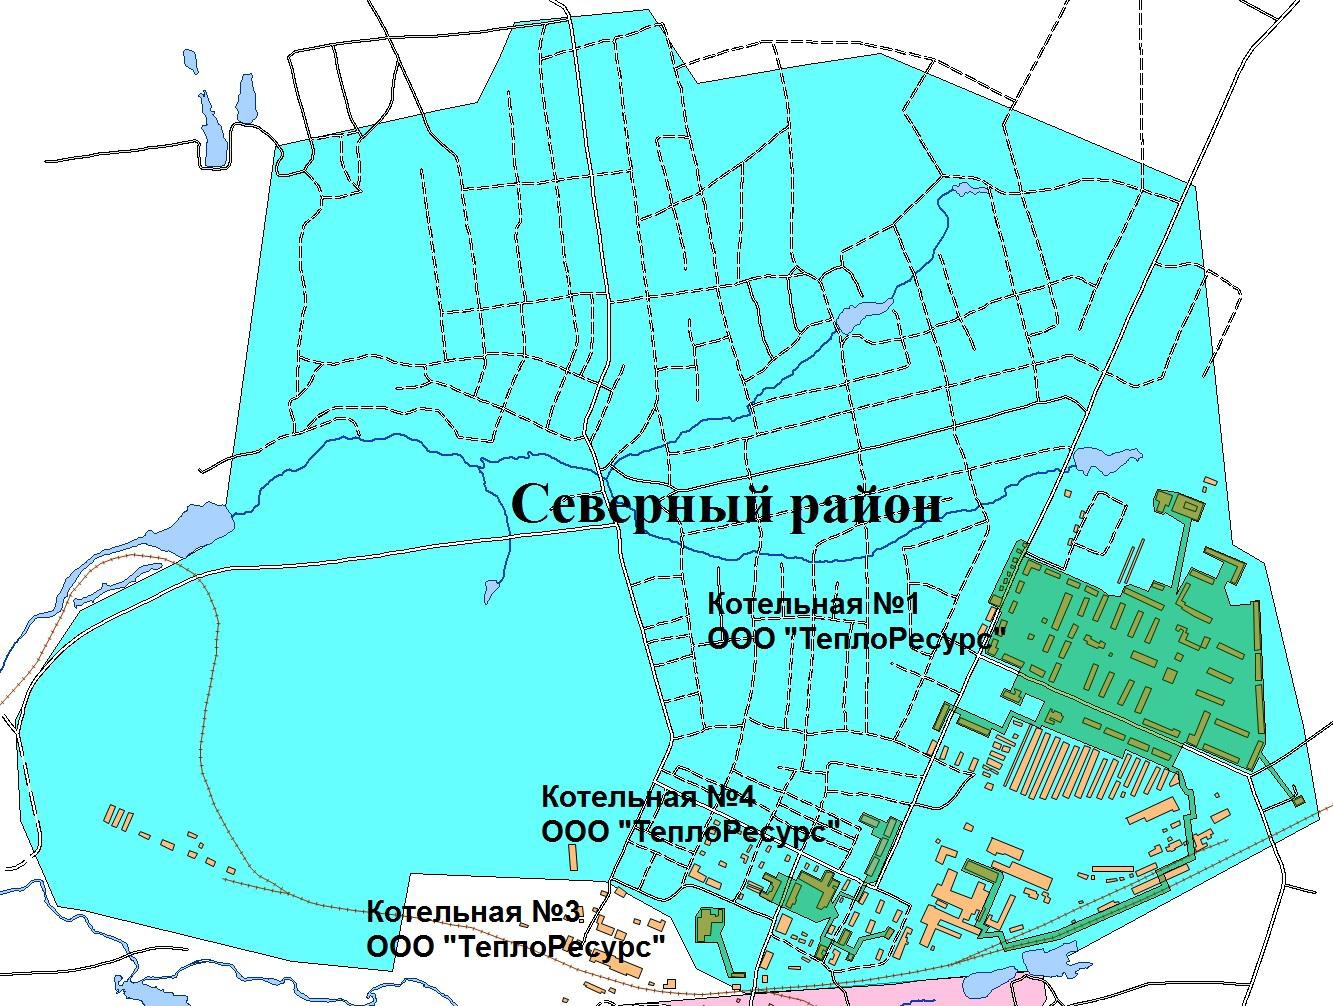 Северный район
Котельная №1
ООО "ТеплоРесурс"
Котельная №4
ООО "ТеплоРесурс"
Котельная №3
ООО "ТеплоРесурс"